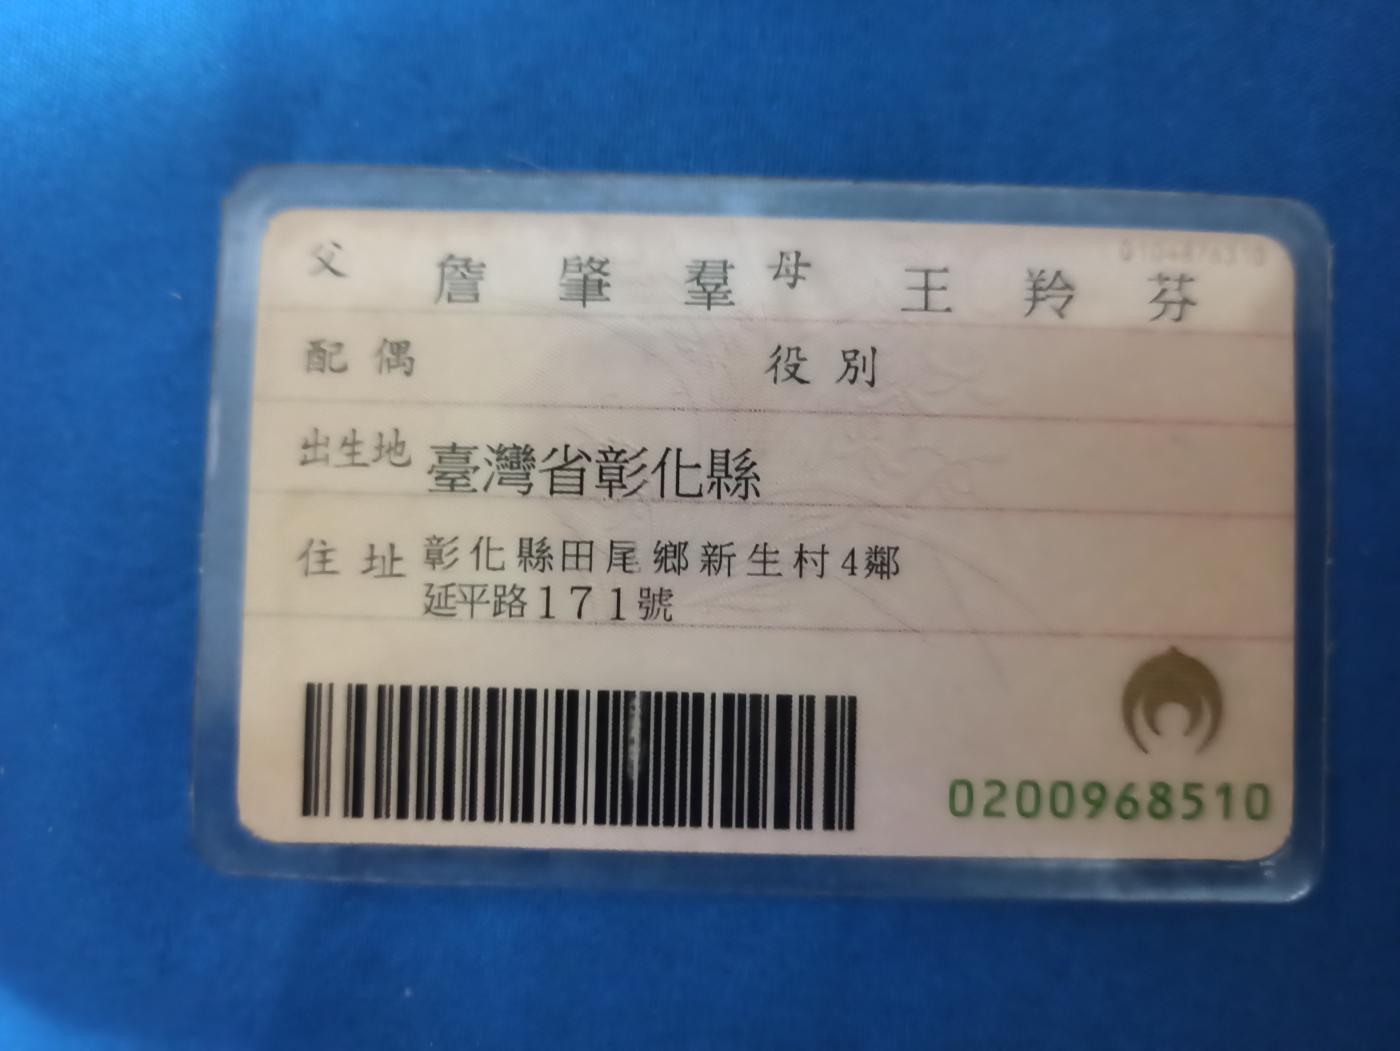 父 詹肇羣 母 王羚芬
配偶 役別
出生地 臺灣省彰化縣
住址 彰化縣田尾鄉新生村4鄰
延平路171號
0200968510